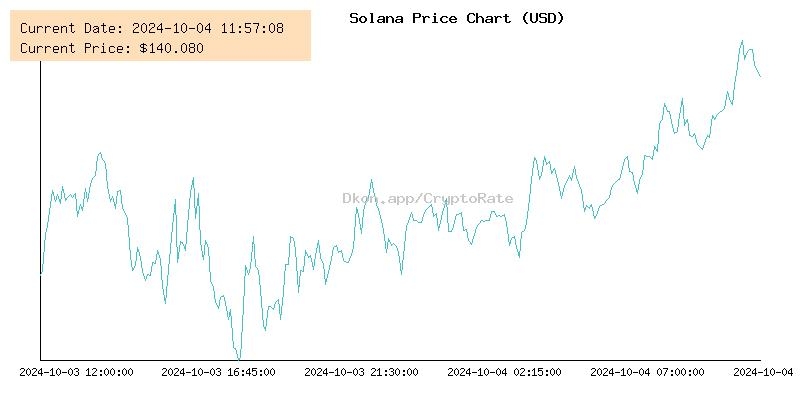 Solana Price Chart (USD)
Current Date: 2024-10-04 11:57:08
Current Price: $140.080
Dkon.app/CryptoRate
2024-10-03 12:00:00 2024-10-03 16:45:00 2024-10-03 21:30:00 2024-10-04 02:15:00 2024-10-04 07:00:00 2024-10-04